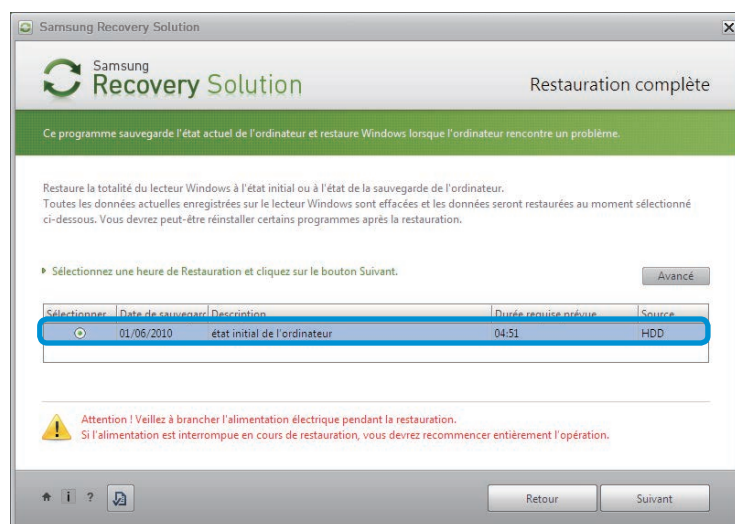 Samsung Recovery Solution
Samsung
Recovery Solution
Restauration complète
Ce programme sauvegarde l'état actuel de l'ordinateur et restaure Windows lorsque l'ordinateur rencontre un problème.
Restaure la totalité du lecteur Windows à l'état initial ou à l'état de la sauvegarde de l'ordinateur.
Toutes les données actuelles enregistrées sur le lecteur Windows sont effacées et les données seront restaurées au moment sélectionné
ci-dessous. Vous devrez peut-être réinstaller certains programmes après la restauration.
Sélectionnez une heure de Restauration et cliquez sur le bouton Suivant.
Avancé
Sélectionner Date de sauvegarc Description Durée requise prévue Source
01/06/2010 état initial de l'ordinateur 04:51 HDD
Attention ! Veillez à brancher l'alimentation électrique pendant la restauration.
Si l'alimentation est interrompue en cours de restauration, vous devrez recommencer entièrement l'opération.
i ? Retour Suivant